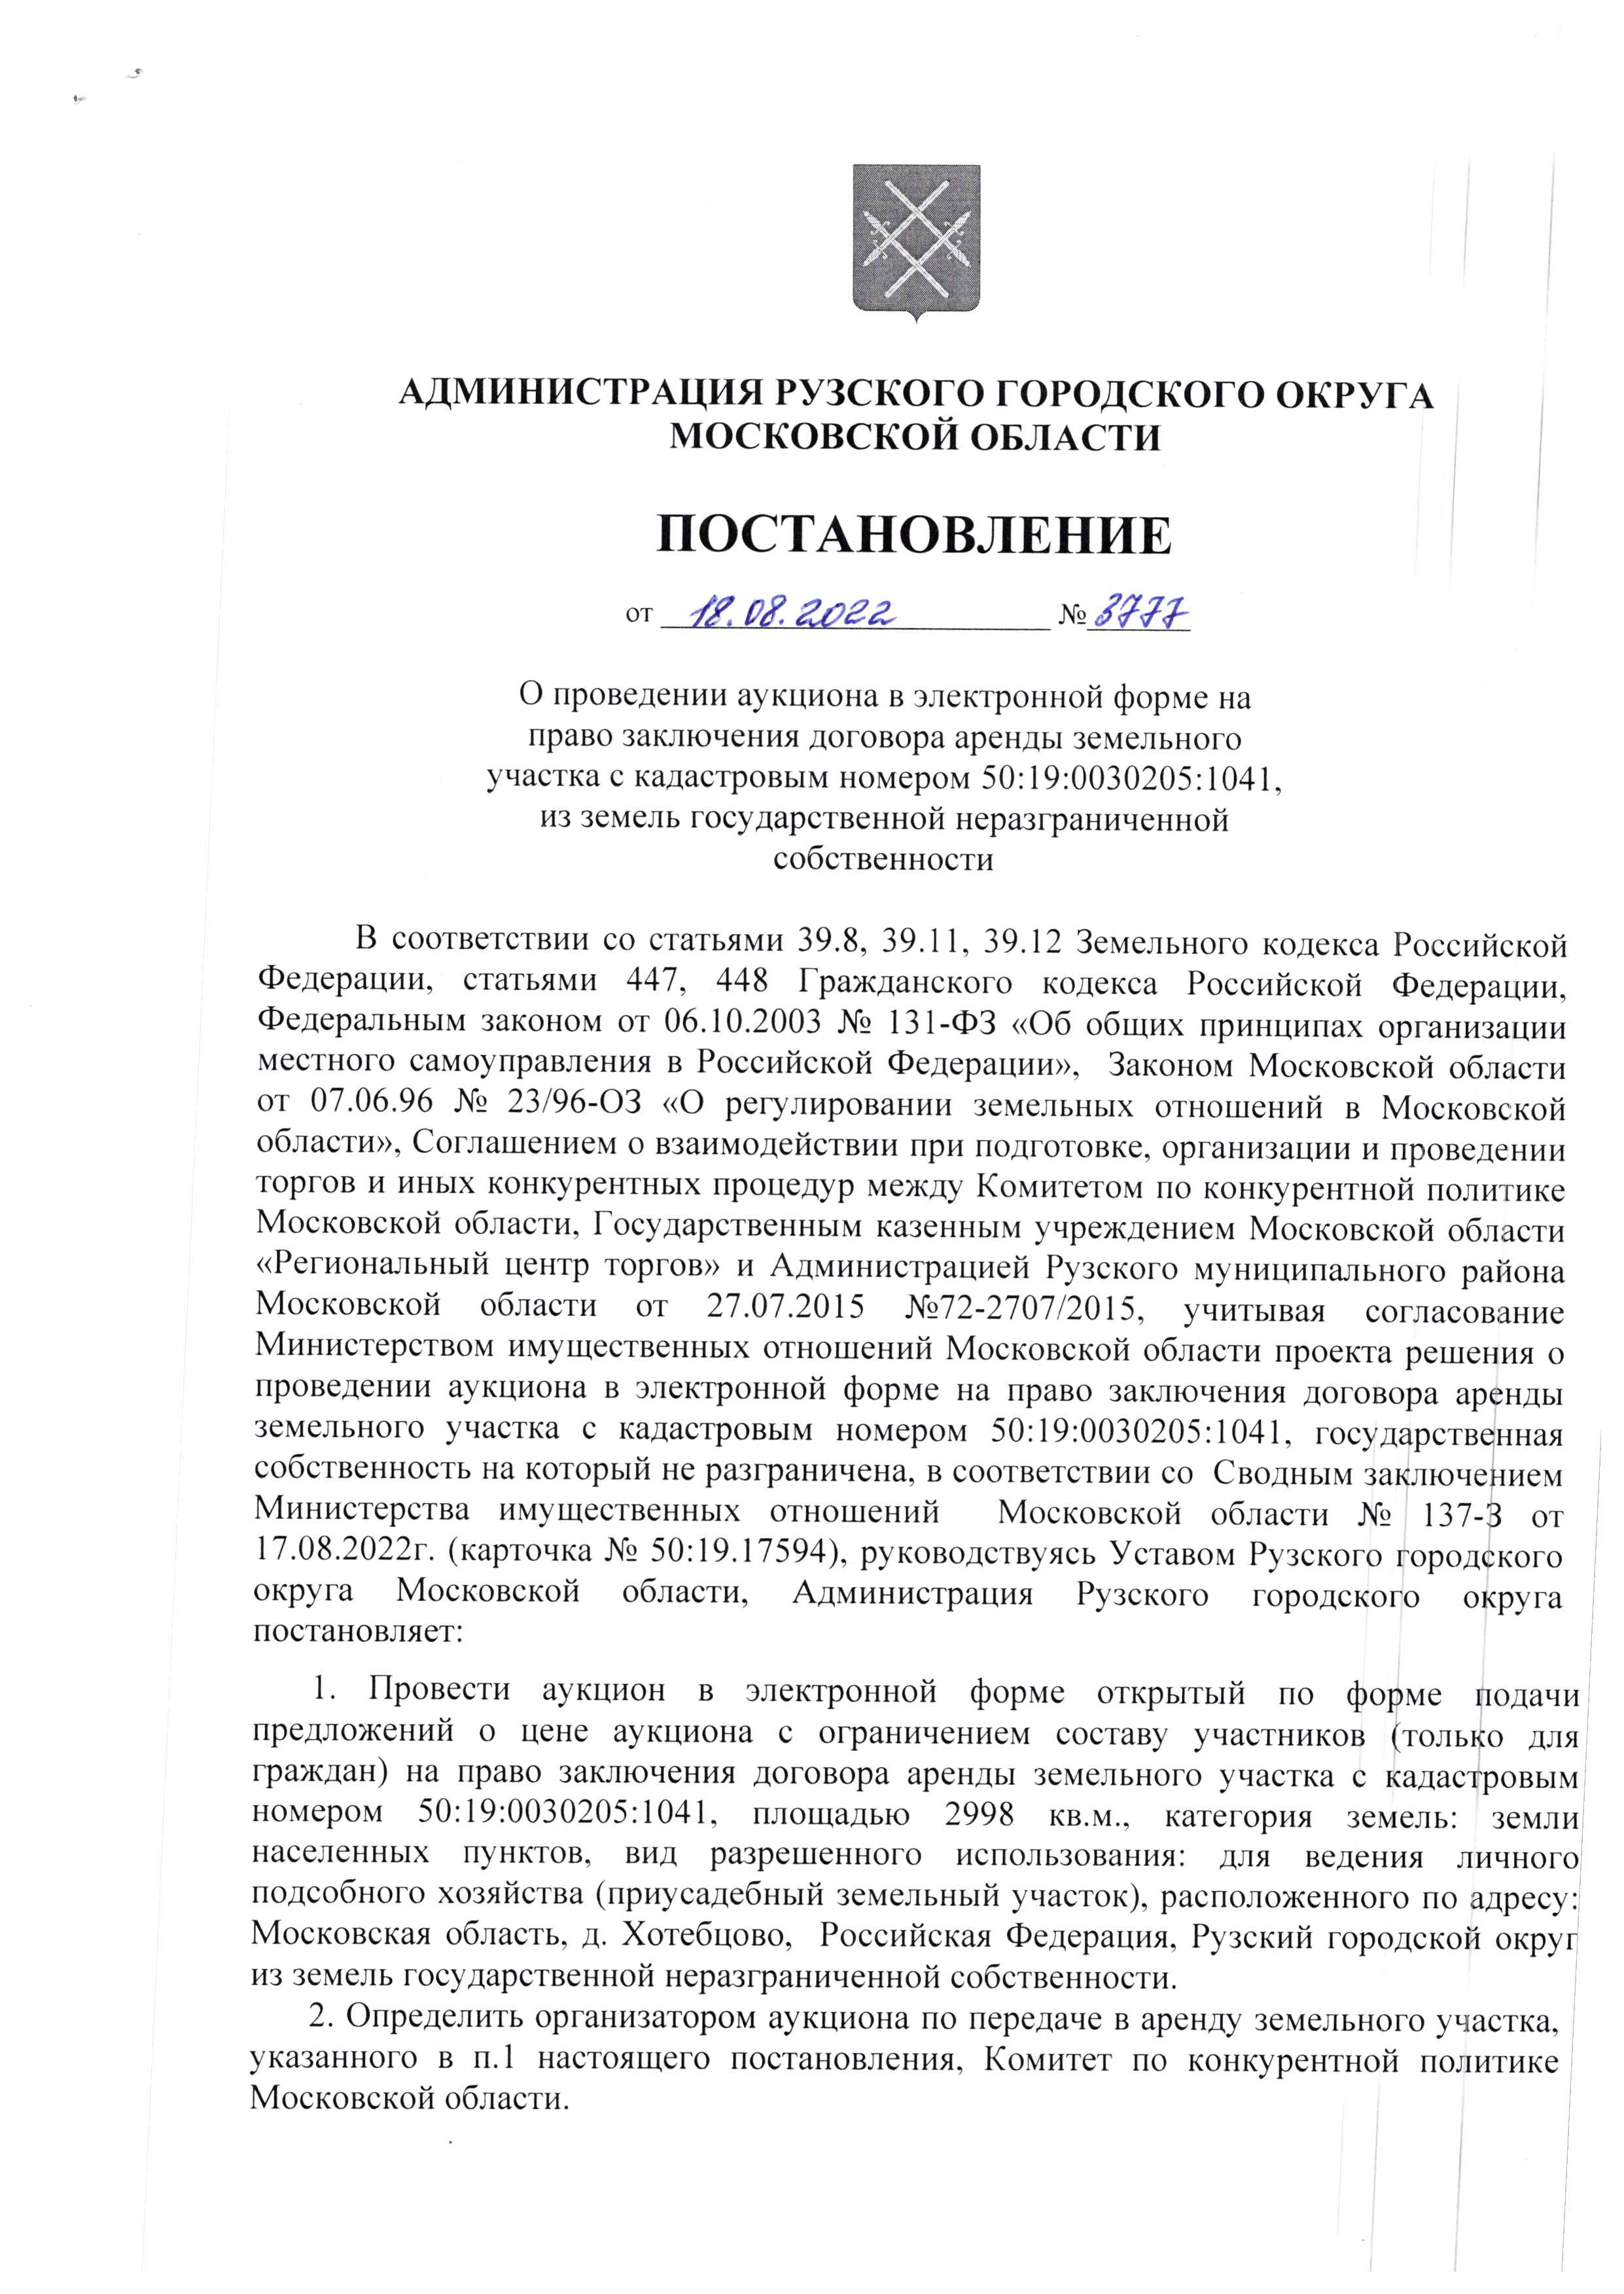 АДМИНИСТРАЦИЯ РУЗСКОГО ГОРОДСКОГО ОКРУГА
МОСКОВСКОЙ ОБЛАСТИ
ПОСТАНОВЛЕНИЕ
от 18.08.2022 № 3777
О проведении аукциона в электронной форме на
право заключения договора аренды земельного
участка с кадастровым номером 50:19:0030205:1041,
из земель государственной неразграниченной
собственности
В соответствии со статьями 39.8, 39.11, 39.12 Земельного кодекса Российской
Федерации, статьями 447, 448 Гражданского кодекса Российской Федерации,
Федеральным законом от 06.10.2003 № 131-ФЗ «Об общих принципах организации
местного самоуправления в Российской Федерации», Законом Московской области
от 07.06.96 № 23/96-ОЗ «О регулировании земельных отношений в Московской
области», Соглашением о взаимодействии при подготовке, организации и проведении
торгов и иных конкурентных процедур между Комитетом по конкурентной политике
Московской области, Государственным казенным учреждением Московской области
«Региональный центр торгов» и Администрацией Рузского муниципального района
Московской области от 27.07.2015 №72-2707/2015, учитывая согласование
Министерством имущественных отношений Московской области проекта решения о
проведении аукциона в электронной форме на право заключения договора аренды
земельного участка с кадастровым номером 50:19:0030205:1041, государственная
собственность на который не разграничена, в соответствии со Сводным заключением
Министерства имущественных отношений Московской области № 137-З от
17.08.2022г. (карточка № 50:19.17594), руководствуясь Уставом Рузского городского
округа Московской области, Администрация Рузского городского округа
постановляет:
1. Провести аукцион в электронной форме открытый по форме подачи
предложений о цене аукциона с ограничением составу участников (только для
граждан) на право заключения договора аренды земельного участка с кадастровым
номером 50:19:0030205:1041, площадью 2998 кв.м., категория земель: земли
населенных пунктов, вид разрешенного использования: для ведения личного
подсобного хозяйства (приусадебный земельный участок), расположенного по адресу:
Московская область, д. Хотебцово, Российская Федерация, Рузский городской округ
из земель государственной неразграниченной собственности.
2. Определить организатором аукциона по передаче в аренду земельного участка,
указанного в п.1 настоящего постановления, Комитет по конкурентной политике
Московской области.